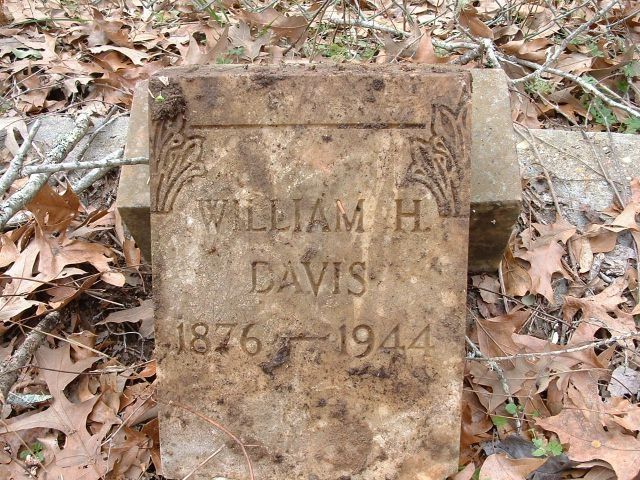 WILLIAM H.
DAVIS
1876 — 1944